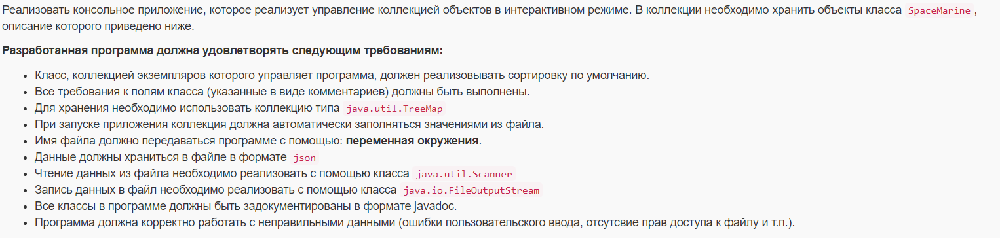 Реализовать консольное приложение, которое реализует управление коллекцией объектов в интерактивном режиме. В коллекции необходимо хранить объекты класса SpaceMarine,
описание которого приведено ниже.
Разработанная программа должна удовлетворять следующим требованиям:
• Класс, коллекцией экземпляров которого управляет программа, должен реализовывать сортировку по умолчанию.
• Все требования к полям класса (указанные в виде комментариев) должны быть выполнены.
• Для хранения необходимо использовать коллекцию типа java.util.TreeMap
• При запуске приложения коллекция должна автоматически заполняться значениями из файла.
• Имя файла должно передаваться программе с помощью: переменная окружения.
• Данные должны храниться в файле в формате json
• Чтение данных из файла необходимо реализовать с помощью класса java.util.Scanner
• Запись данных в файл необходимо реализовать с помощью класса java.io.FileOutputStream
• Все классы в программе должны быть задокументированы в формате javadoc.
• Программа должна корректно работать с неправильными данными (ошибки пользовательского ввода, отсутсвие прав доступа к файлу и т.п.).